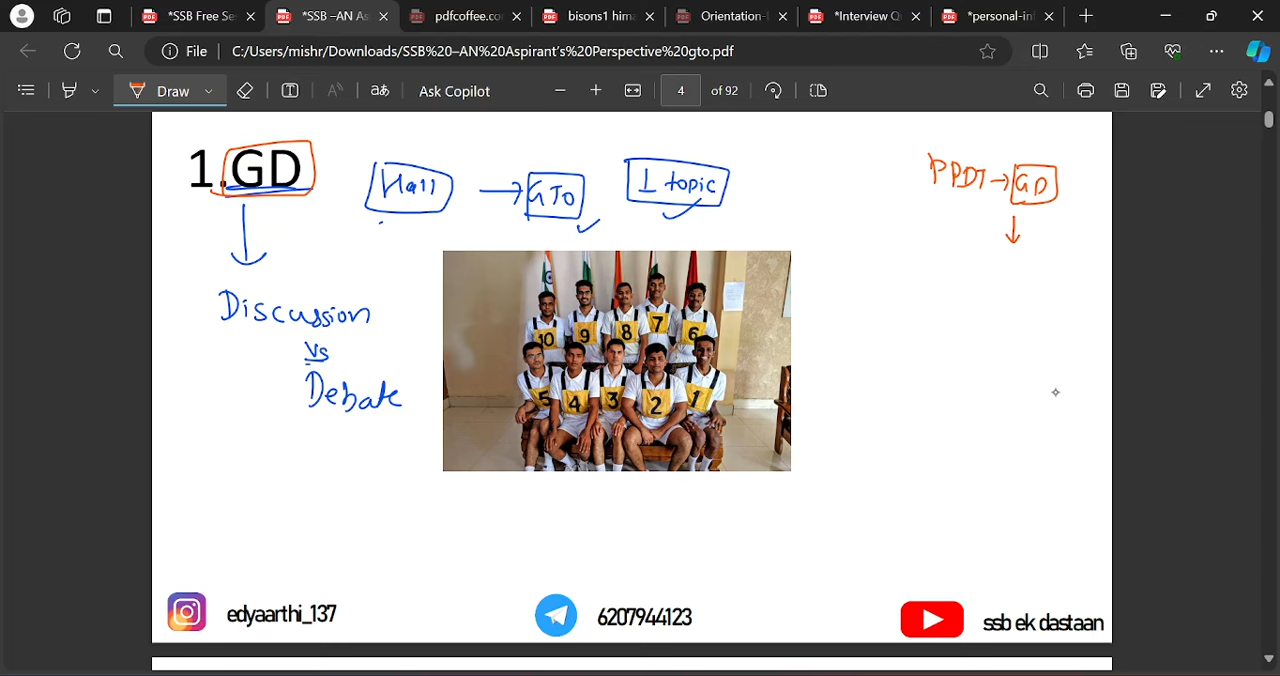 *SSB Free Se
*SSB –AN As
pdfcoffee.co
bisons1 hima
Orientation-
*Interview Q
*personal-inf
File
C:/Users/mishr/Downloads/SSB%20–AN%20Aspirant's%20Perspective%20gto.pdf
Draw
Ask Copilot
4
of 92
1.GD
Hall
GTO
1 topic
PPDT → GD
Discussion
vs
Debate
10
9
8
7
6
5
4
3
2
1
edyaarthi_137
6207944123
ssb ek dastaan